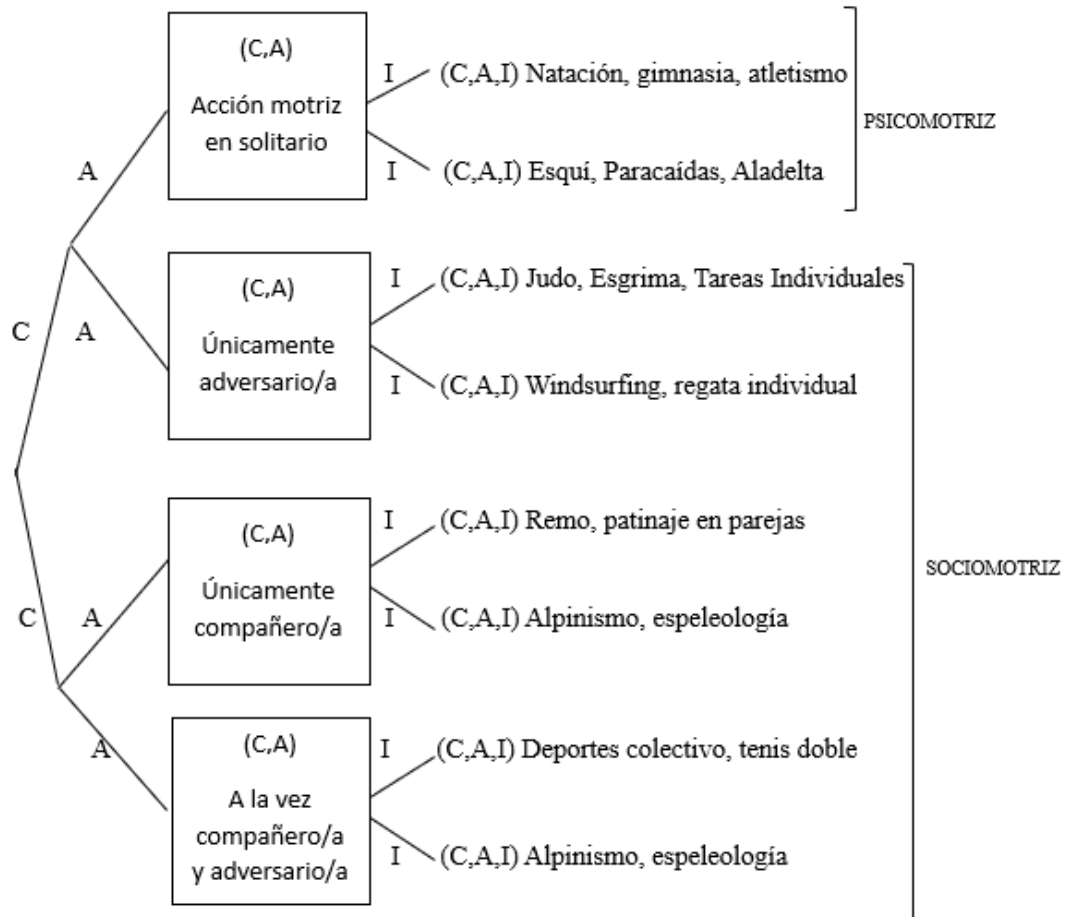 (C,A)
Acción motriz
en solitario
I
(C,A,I) Natación, gimnasia, atletismo
I
(C,A,I) Esquí, Paracaídas, Aladelta
PSICOMOTRIZ
A
C
A
(C,A)
Únicamente
adversario/a
I
(C,A,I) Judo, Esgrima, Tareas Individuales
I
(C,A,I) Windsurfing, regata individual
C
A
(C,A)
Únicamente
compañero/a
I
(C,A,I) Remo, patinaje en parejas
I
(C,A,I) Alpinismo, espeleología
SOCIOMOTRIZ
A
(C,A)
A la vez
compañero/a
y adversario/a
I
(C,A,I) Deportes colectivo, tenis doble
I
(C,A,I) Alpinismo, espeleología